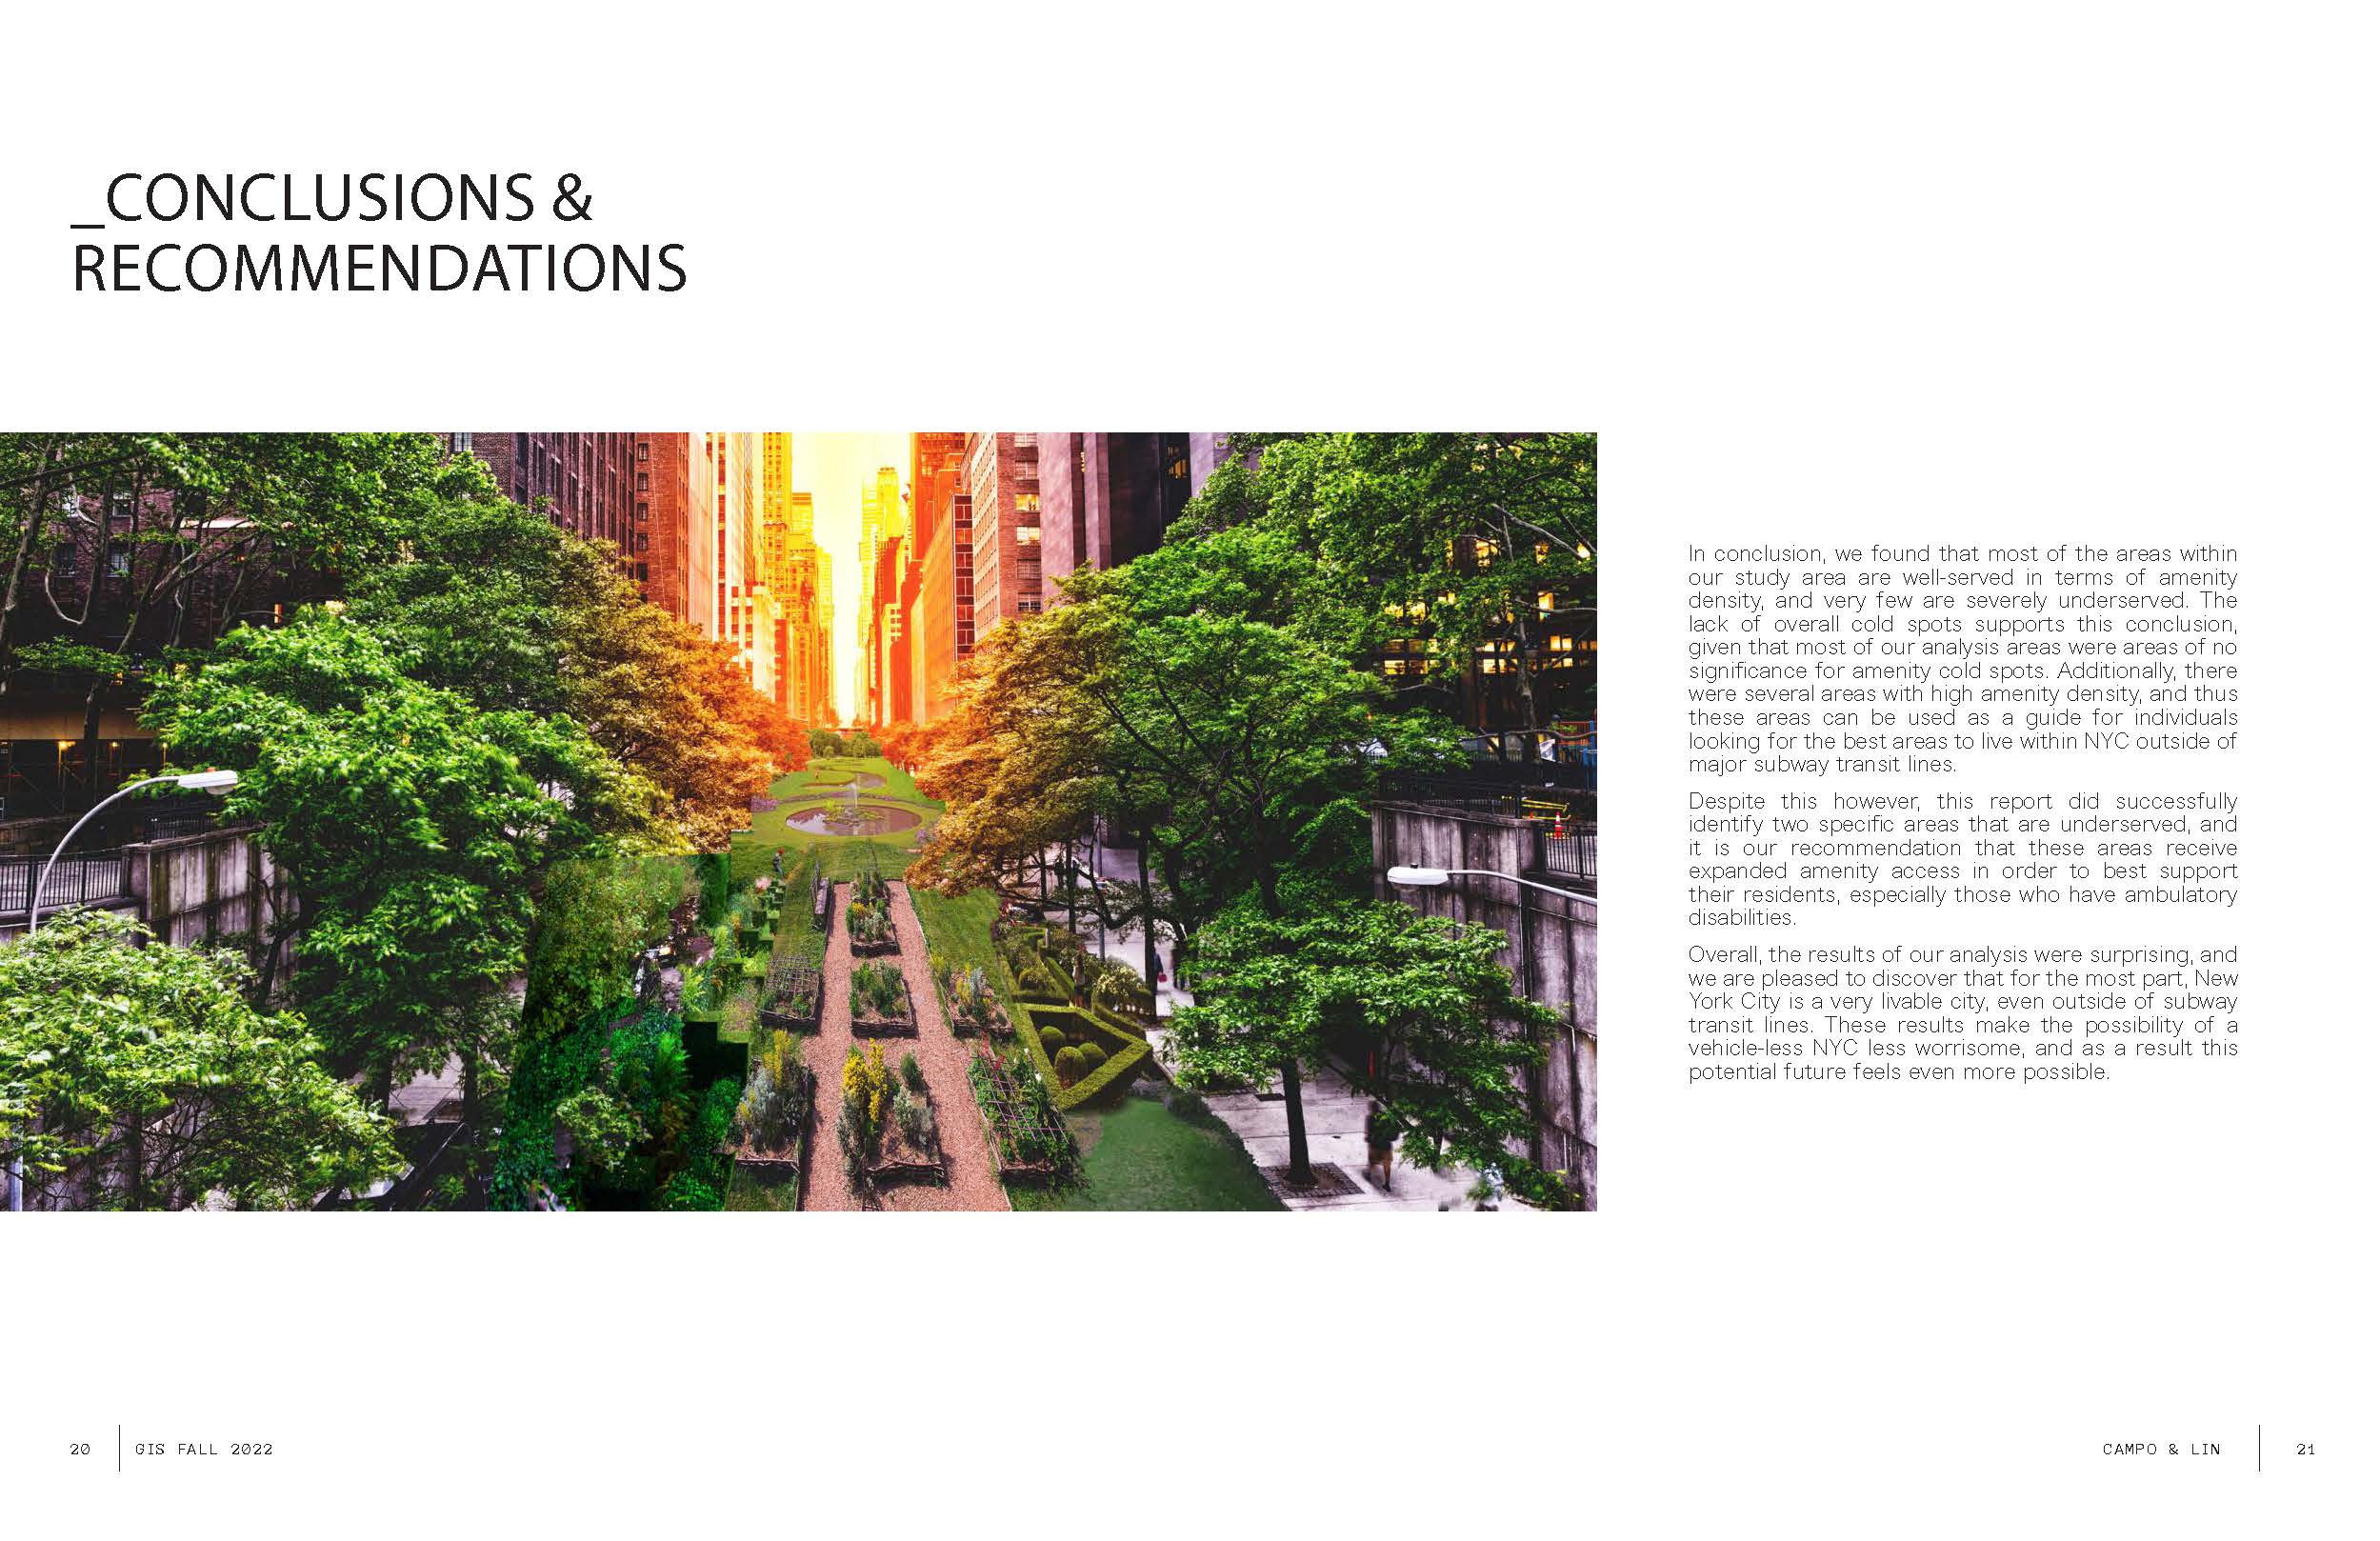 _CONCLUSIONS &
RECOMMENDATIONS
In conclusion, we found that most of the areas within
our study area are well-served in terms of amenity
density, and very few are severely underserved. The
lack of overall cold spots supports this conclusion,
given that most of our analysis areas were areas of no
significance for amenity cold spots. Additionally, there
were several areas with high amenity density, and thus
these areas can be used as a guide for individuals
looking for the best areas to live within NYC outside of
major subway transit lines.
Despite this however, this report did successfully
identify two specific areas that are underserved, and
it is our recommendation that these areas receive
expanded amenity access in order to best support
their residents, especially those who have ambulatory
disabilities.
Overall, the results of our analysis were surprising, and
we are pleased to discover that for the most part, New
York City is a very livable city, even outside of subway
transit lines. These results make the possibility of a
vehicle-less NYC less worrisome, and as a result this
potential future feels even more possible.
20 GIS FALL 2022
CAMPO & LIN 21